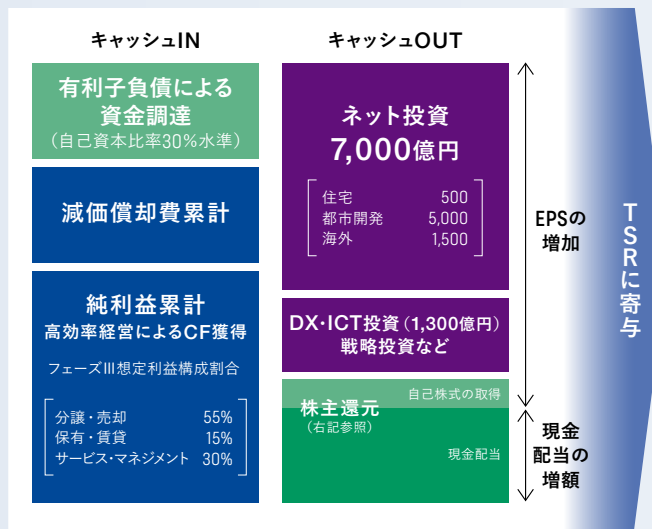 キャッシュIN
有利子負債による
資金調達
（自己資本比率30%水準）
減価償却費累計
純利益累計
高効率経営によるCF獲得
フェーズⅢ想定利益構成割合
分譲・売却 55%
保有・賃貸 15%
サービス・マネジメント 30%
キャッシュOUT
ネット投資
7,000億円
住宅 500
都市開発 5,000
海外 1,500
DX・ICT投資（1,300億円）
戦略投資など
自己株式の取得
株主還元
（右記参照）
現金配当
EPSの
増加
現金
配当の
増額
TSRに寄与